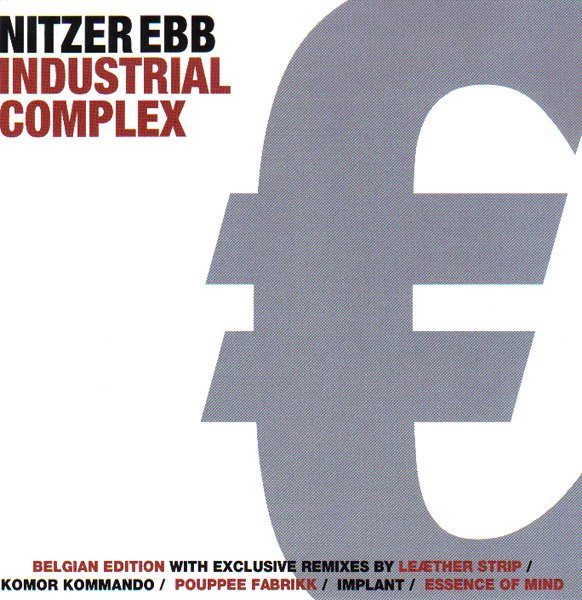 NITZER EBB
INDUSTRIAL
COMPLEX
€
BELGIAN EDITION WITH EXCLUSIVE REMIXES BY LEÆTHER STRIP /
KOMOR KOMMANDO / POUPPEE FABRIKK / IMPLANT / ESSENCE OF MIND